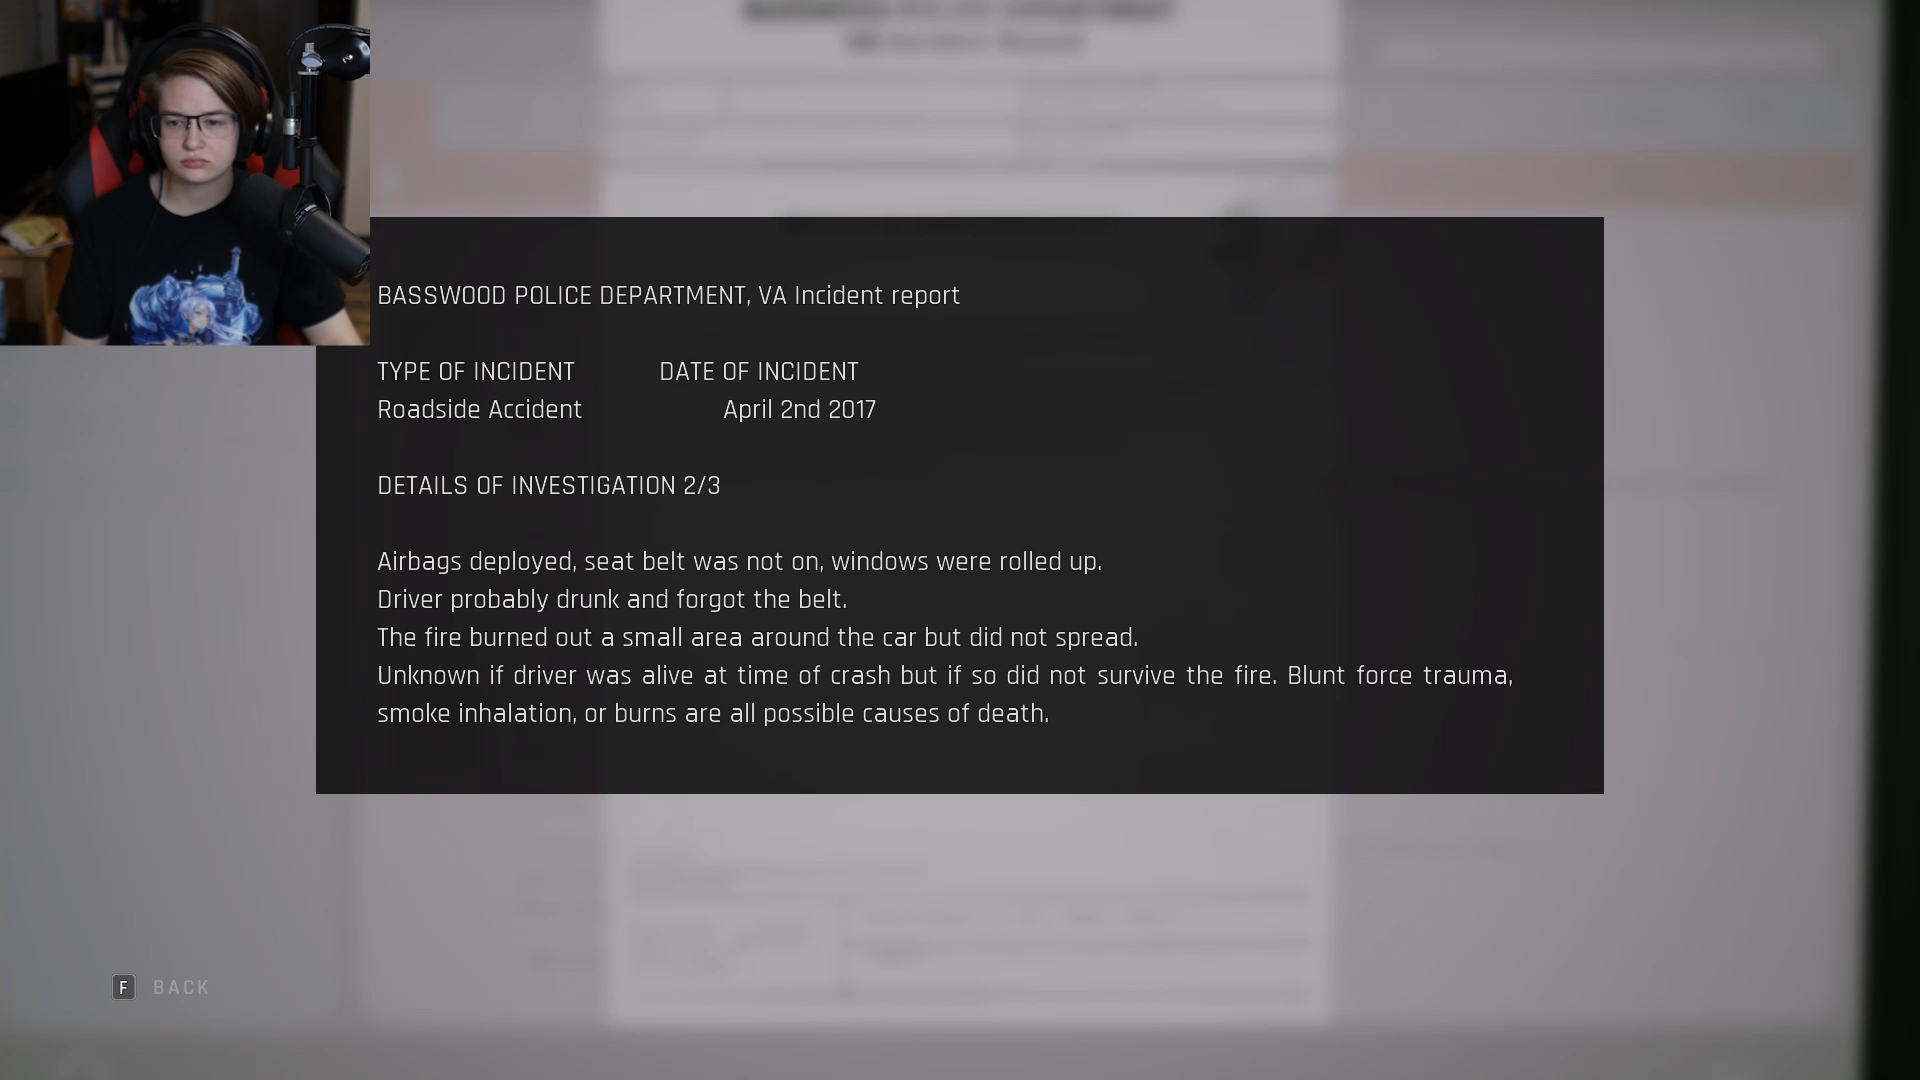 BASSWOOD POLICE DEPARTMENT, VA Incident report
TYPE OF INCIDENT DATE OF INCIDENT
Roadside Accident April 2nd 2017
DETAILS OF INVESTIGATION 2/3
Airbags deployed, seat belt was not on, windows were rolled up.
Driver probably drunk and forgot the belt.
The fire burned out a small area around the car but did not spread.
Unknown if driver was alive at time of crash but if so did not survive the fire. Blunt force trauma,
smoke inhalation, or burns are all possible causes of death.
F BACK